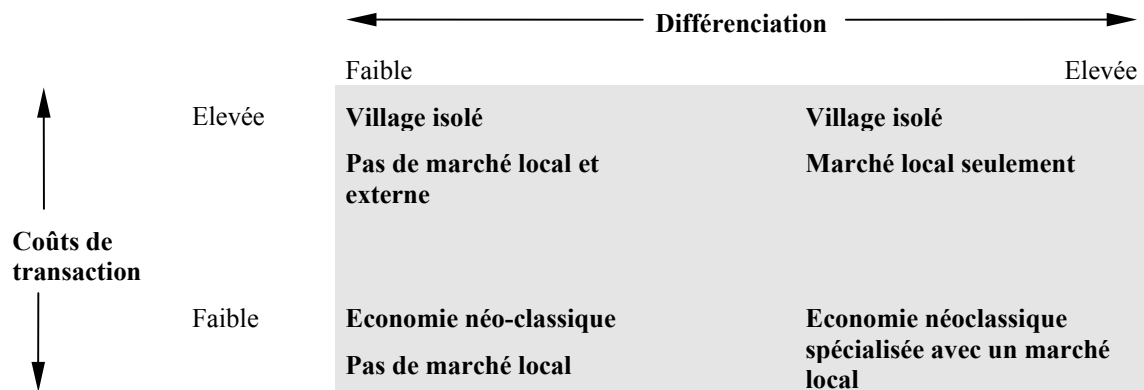 Différenciation
Faible Elevée
Elevée Village isolé Village isolé
Pas de marché local et Marché local seulement
externe
Coûts de
transaction
Faible Economie néo-classique Economie néoclassique
spécialisée avec un marché
Pas de marché local
local